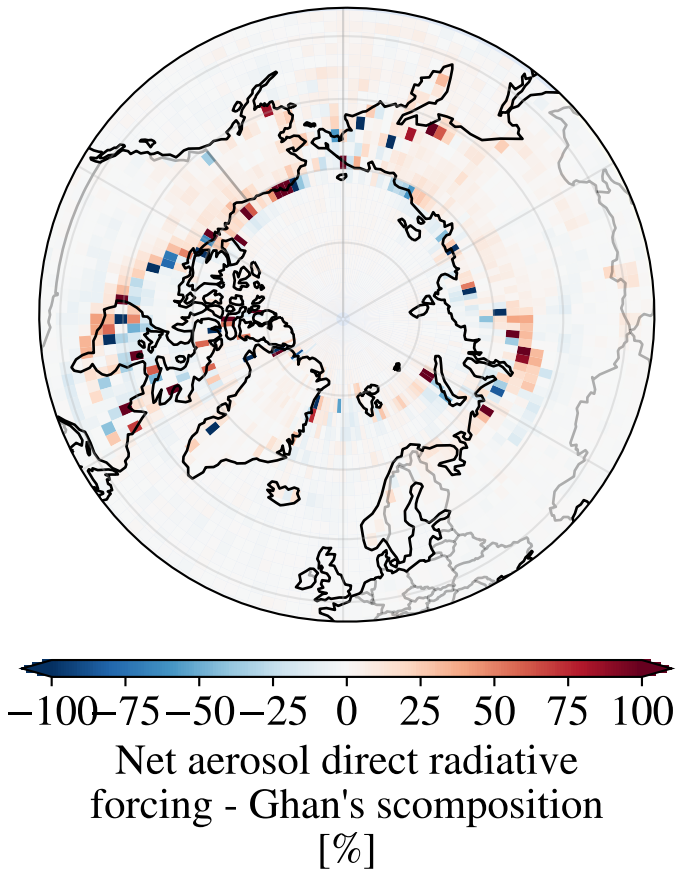 −100 −75 −50 −25 0 25 50 75 100
Net aerosol direct radiative
forcing - Ghan's scomposition
[%]